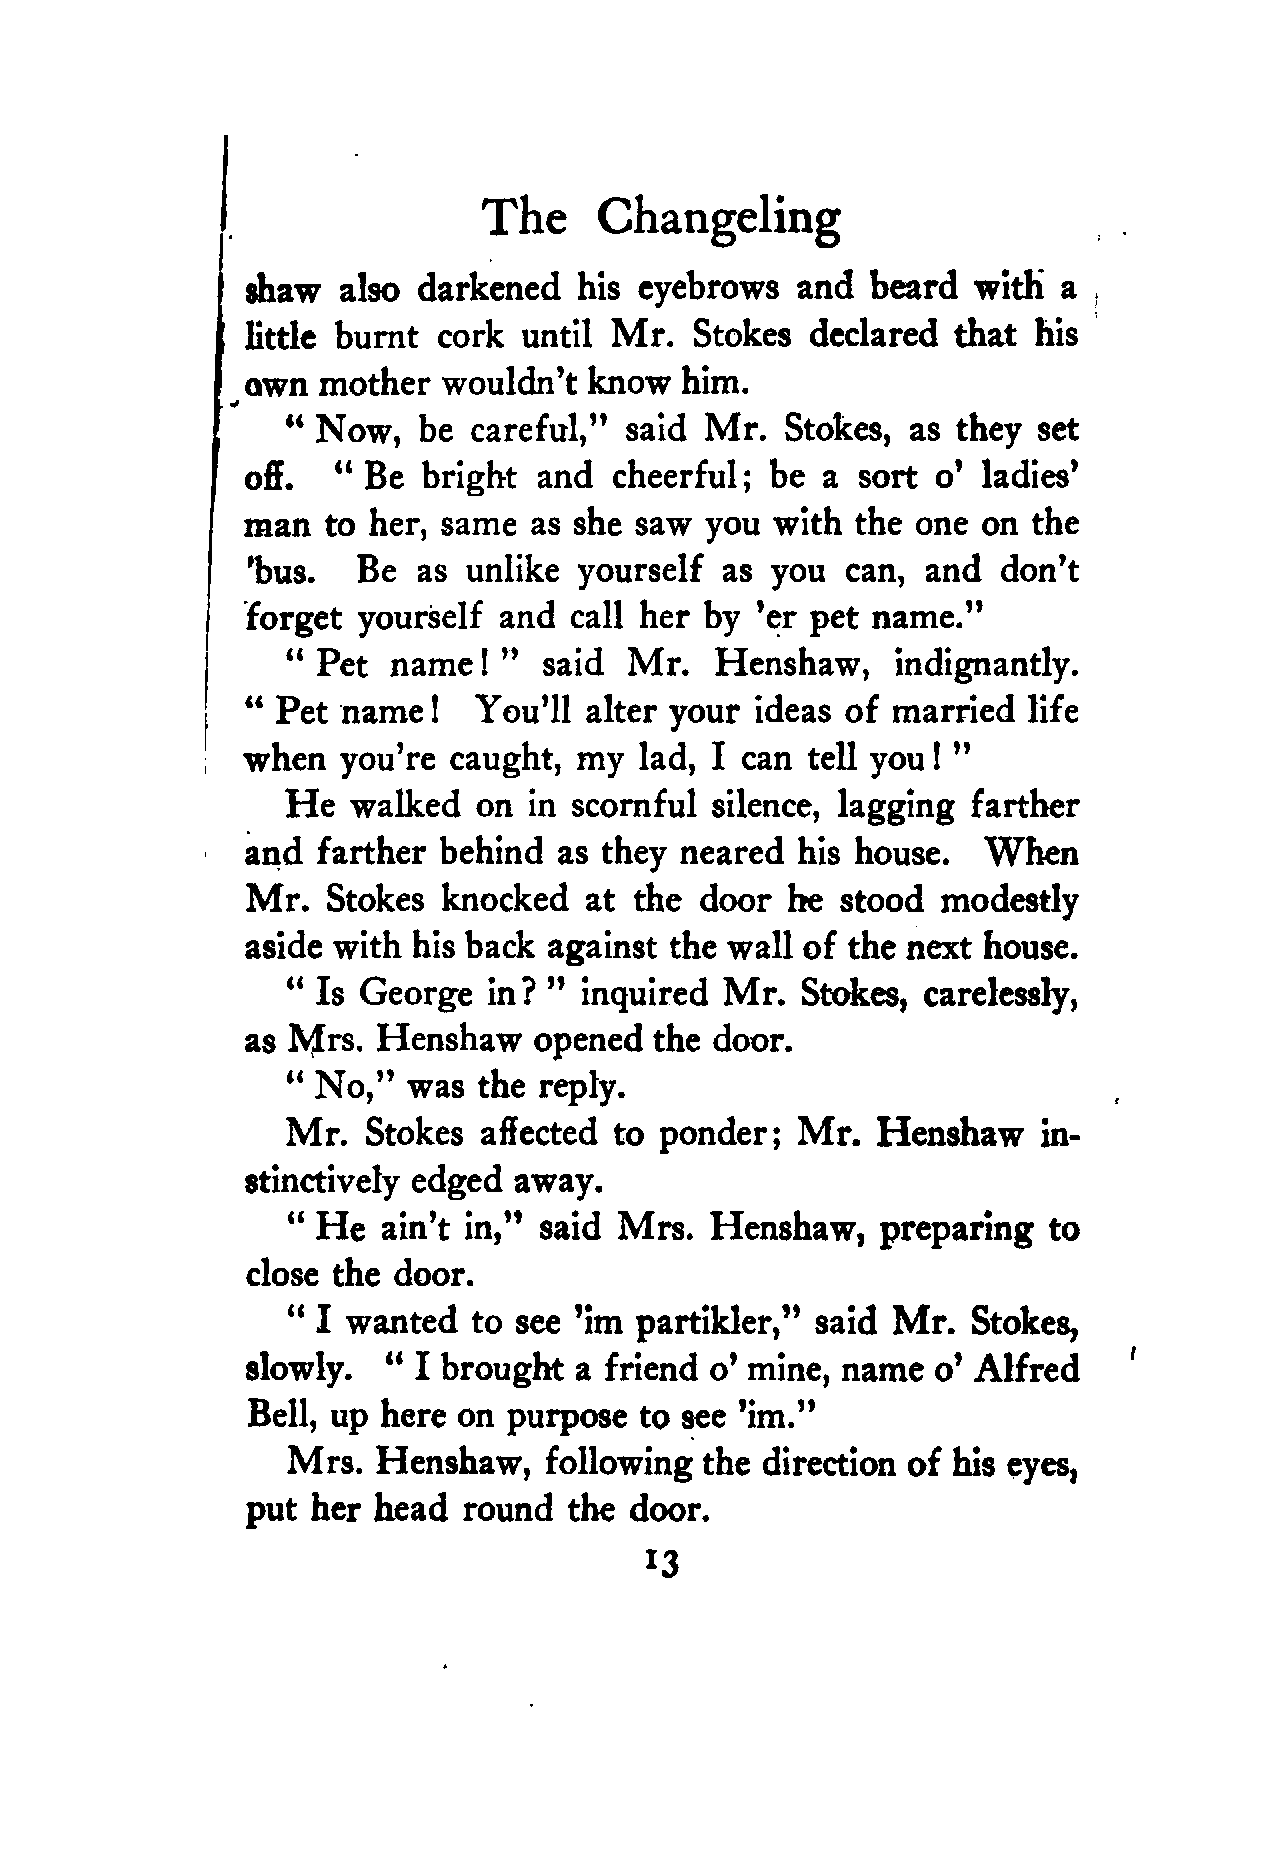 The Changeling
shaw also darkened his eyebrows and beard with a
little burnt cork until Mr. Stokes declared that his
own mother wouldn't know him.
" Now, be careful," said Mr. Stokes, as they set
off. " Be bright and cheerful; be a sort o' ladies'
man to her, same as she saw you with the one on the
'bus. Be as unlike yourself as you can, and don't
forget yourself and call her by 'er pet name."
" Pet name! " said Mr. Henshaw, indignantly.
" Pet name! You'll alter your ideas of married life
when you're caught, my lad, I can tell you! "
He walked on in scornful silence, lagging farther
and farther behind as they neared his house. When
Mr. Stokes knocked at the door he stood modestly
aside with his back against the wall of the next house.
" Is George in? " inquired Mr. Stokes, carelessly,
as Mrs. Henshaw opened the door.
" No," was the reply.
Mr. Stokes affected to ponder; Mr. Henshaw in-
stinctively edged away.
" He ain't in," said Mrs. Henshaw, preparing to
close the door.
" I wanted to see 'im partikler," said Mr. Stokes,
slowly. " I brought a friend o' mine, name o' Alfred
Bell, up here on purpose to see 'im."
Mrs. Henshaw, following the direction of his eyes,
put her head round the door.
13